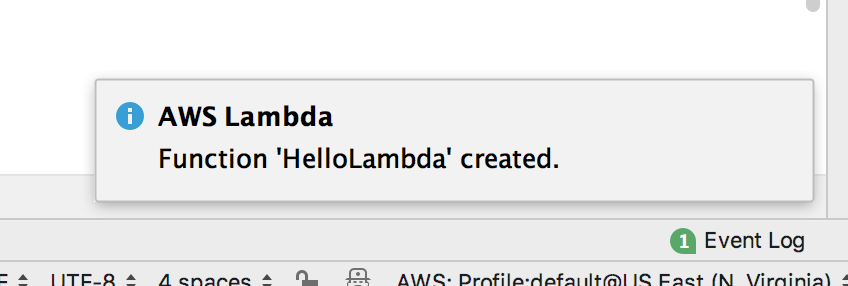 AWS Lambda
Function 'HelloLambda' created.
1 Event Log
UTF-8 4 spaces AWS: Profile:default@US East (N. Virginia)